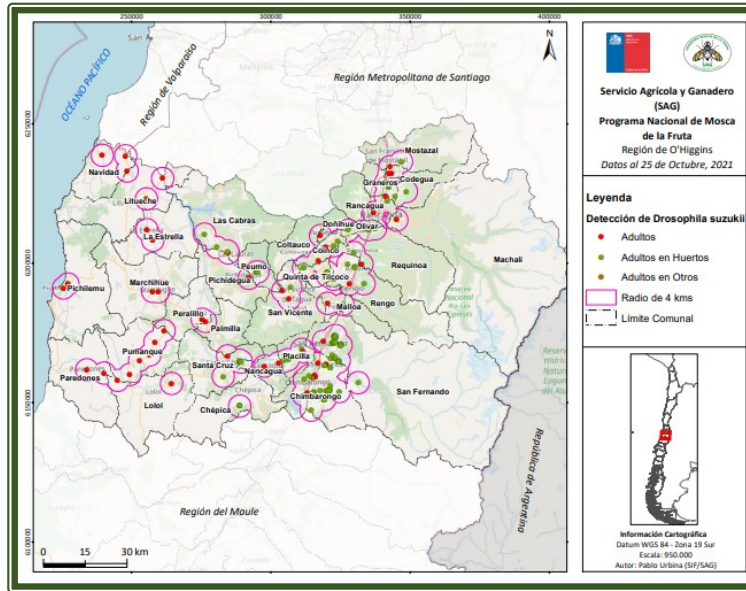 250000
300000
350000
400000
6250000
6200000
6150000
6100000
OCÉANO PACÍFICO
Región de Valparaíso
Región Metropolitana de Santiago
N
Mostazal
Navidad
Graneros
Codegua
Litueche
Rancagua
Las Cabras
Doñihue
Olivar
La Estrella
Coltauco
Coinco
Machalí
Peumo
Requinoa
Pichilemu
Marchihue
Pichidegua
Quinta de Tilcoco
San Vicente
Malloa
Rengo
Peralillo
Palmilla
Pumanque
Santa Cruz
Placilla
Paredones
Nancagua
San Fernando
Lolol
Chimbarongo
Chépica
Región del Maule
República de Argentina
0 15 30 km
Servicio Agrícola y Ganadero
(SAG)
Programa Nacional de Mosca
de la Fruta
Región de O'Higgins
Datos al 25 de Octubre, 2021
Leyenda
Detección de Drosophila suzukii
Adultos
Adultos en Huertos
Adultos en Otros
Radio de 4 kms
Límite Comunal
Información Cartográfica
Datum WGS 84 - Zona 19 Sur
Escala: 950.000
Autor: Pablo Urbina (SIF/SAG)